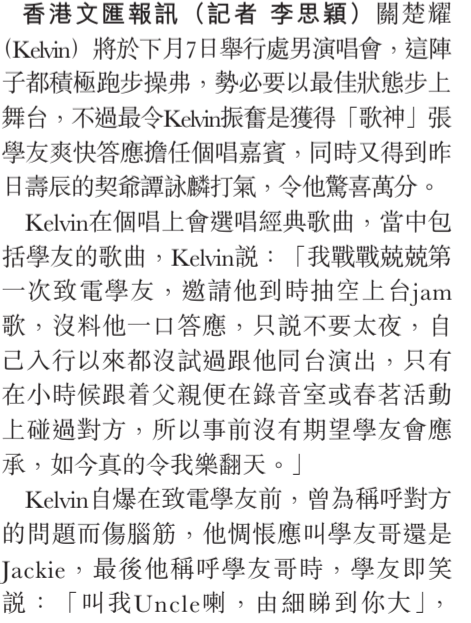 香港文匯報訊（記者 李思穎）關楚耀
(Kelvin) 將於下月7日舉行處男演唱會，這陣
子都積極跑步操弗，勢必要以最佳狀態步上
舞台，不過最令Kelvin振奮是獲得「歌神」張
學友爽快答應擔任個唱嘉賓，同時又得到昨
日壽辰的契爺譚詠麟打氣，令他驚喜萬分。
Kelvin在個唱上會選唱經典歌曲，當中包
括學友的歌曲，Kelvin説：「我戰戰兢兢第
一次致電學友，邀請他到時抽空上台jam
歌，沒料他一口答應，只説不要太夜，自
己入行以來都沒試過跟他同台演出，只有
在小時候跟着父親便在錄音室或春茗活動
上碰過對方，所以事前沒有期望學友會應
承，如今真的令我樂翻天。」
Kelvin自爆在致電學友前，曾為稱呼對方
的問題而傷腦筋，他惆悵應叫學友哥還是
Jackie，最後他稱呼學友哥時，學友即笑
説：「叫我Uncle喇，由細睇到你大」，